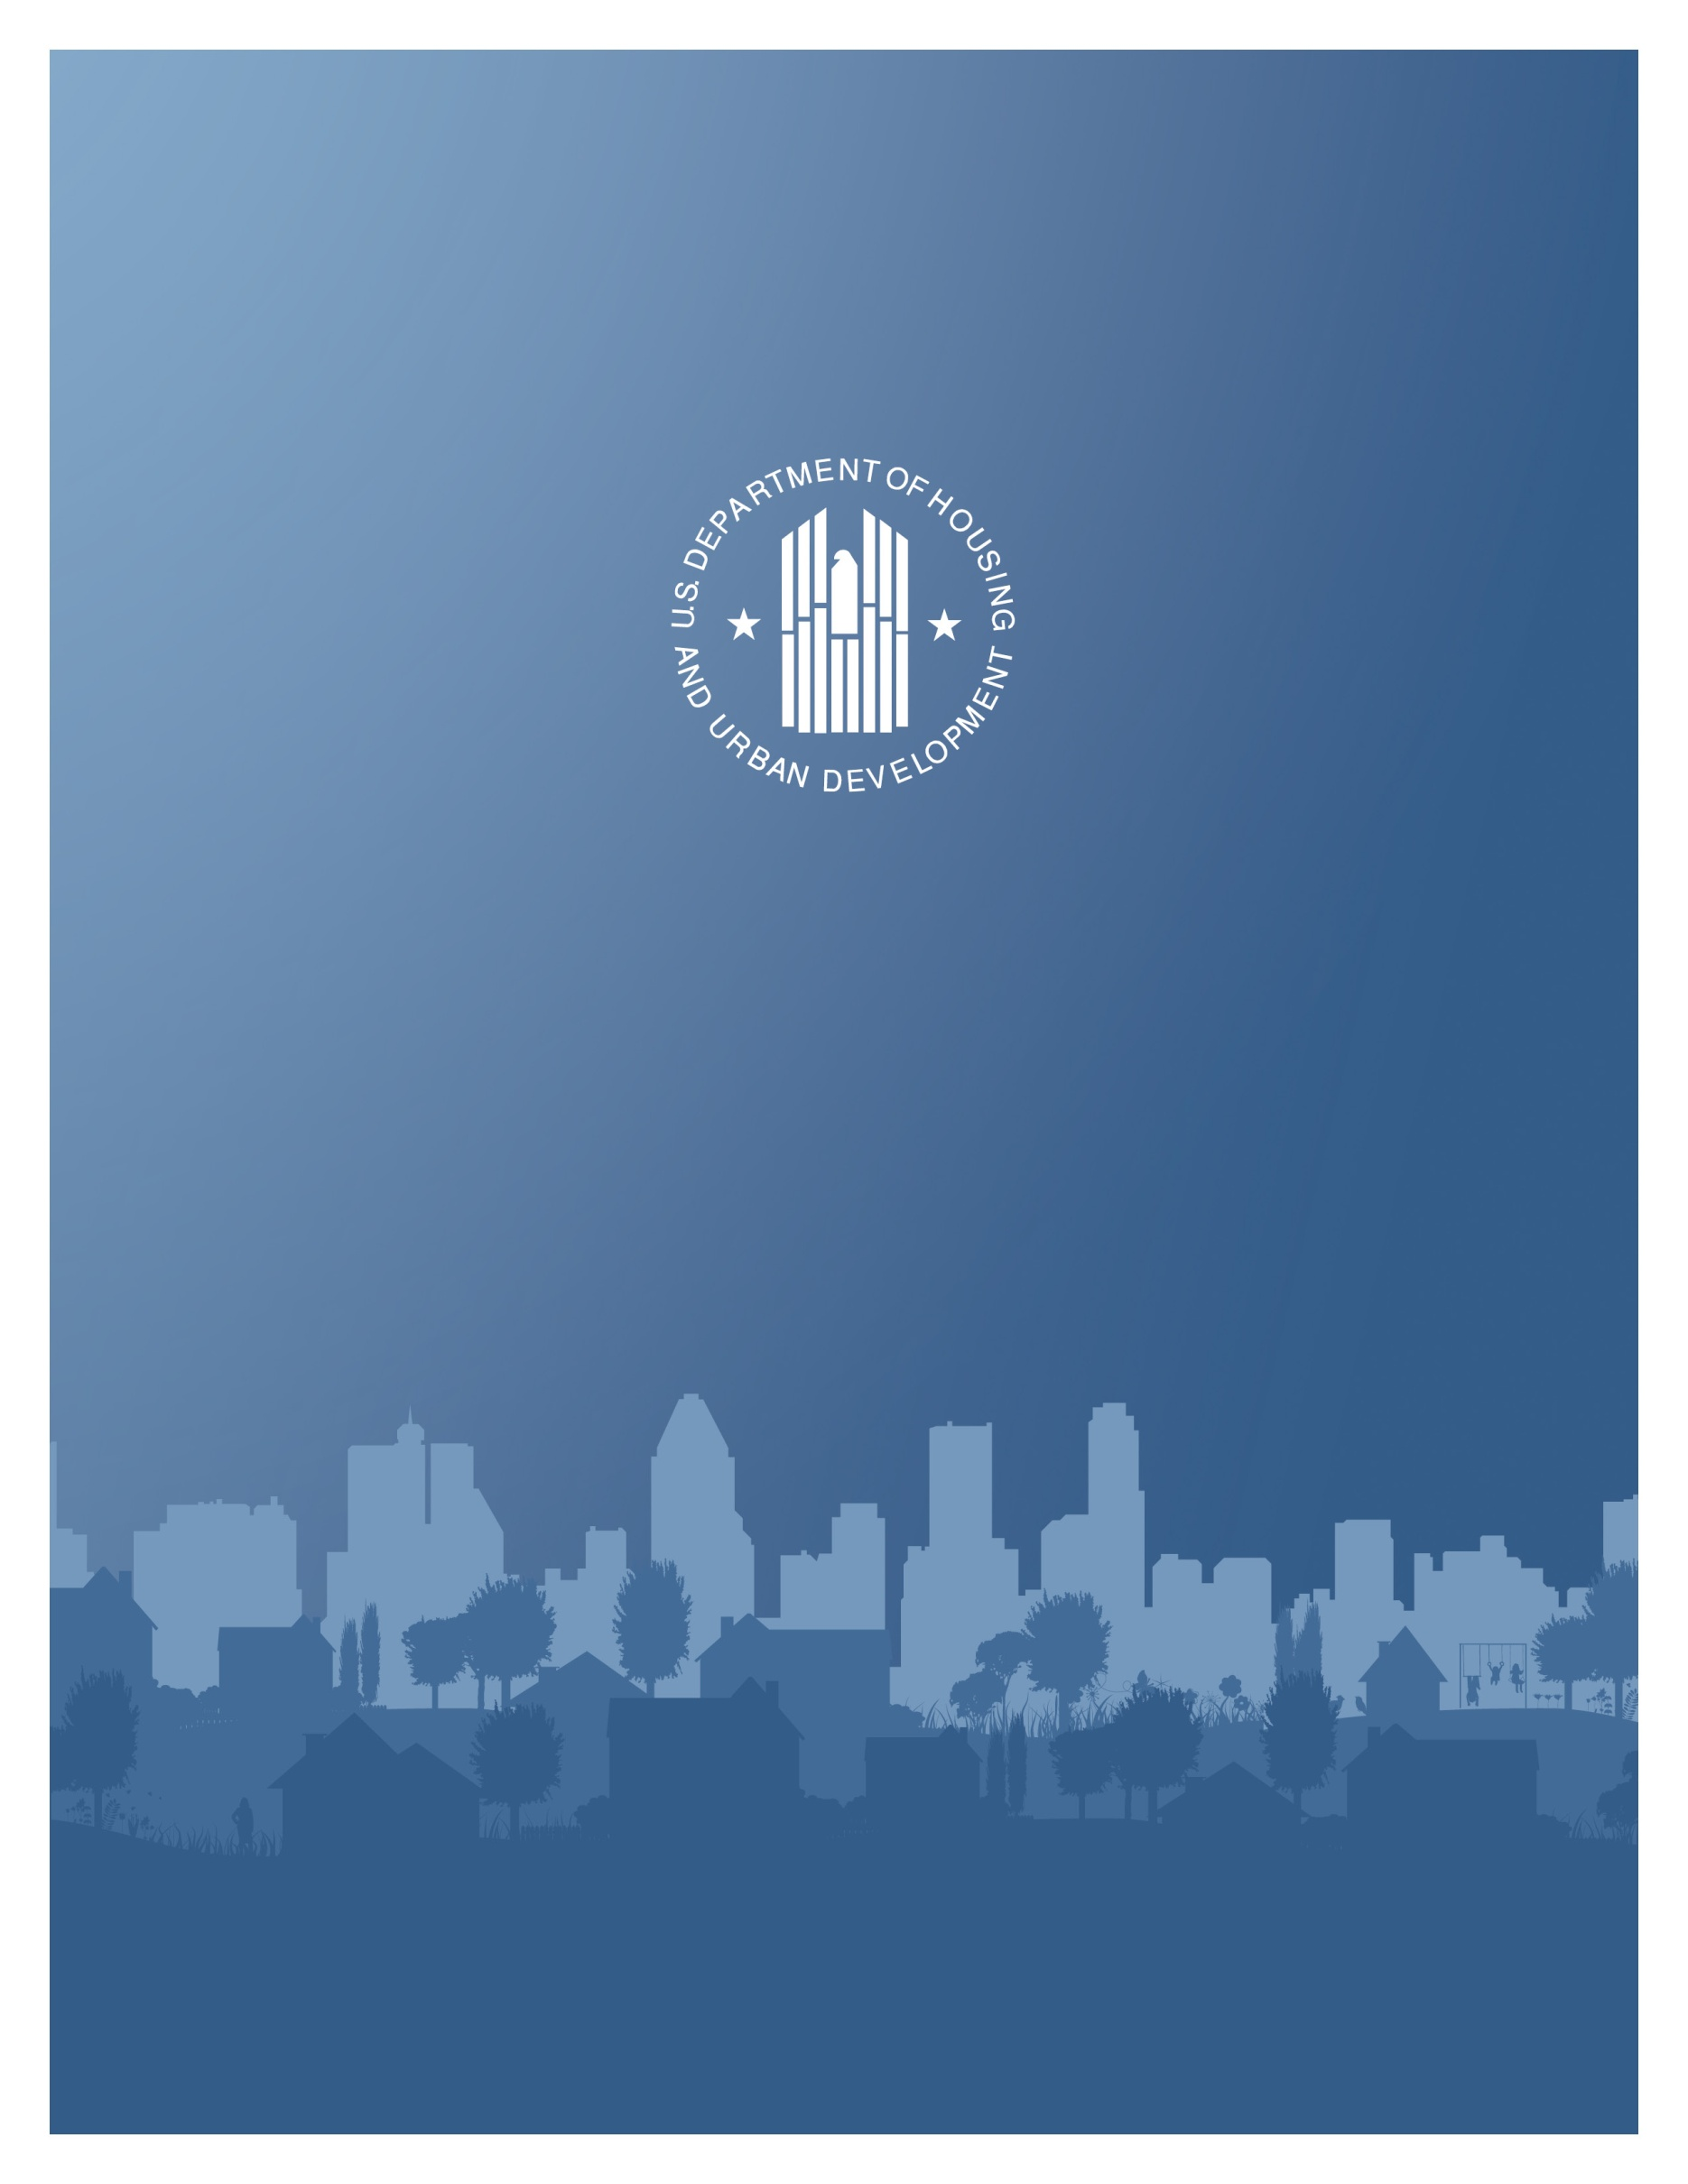 U.S. DEPARTMENT OF HOUSING
AND URBAN DEVELOPMENT